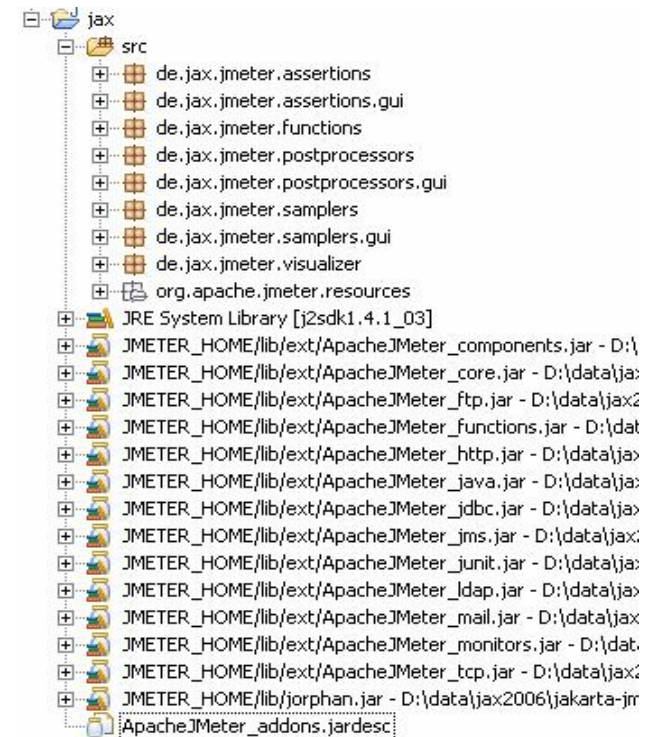 jax
src
de.jax.jmeter.assertions
de.jax.jmeter.assertions.gui
de.jax.jmeter.functions
de.jax.jmeter.postprocessors
de.jax.jmeter.postprocessors.gui
de.jax.jmeter.samplers
de.jax.jmeter.samplers.gui
de.jax.jmeter.visualizer
org.apache.jmeter.resources
JRE System Library [j2sdk1.4.1_03]
JMETER_HOME/lib/ext/ApacheJMeter_components.jar - D:\
JMETER_HOME/lib/ext/ApacheJMeter_core.jar - D:\data\jax
JMETER_HOME/lib/ext/ApacheJMeter_ftp.jar - D:\data\jax2
JMETER_HOME/lib/ext/ApacheJMeter_functions.jar - D:\dat
JMETER_HOME/lib/ext/ApacheJMeter_http.jar - D:\data\jax
JMETER_HOME/lib/ext/ApacheJMeter_java.jar - D:\data\jax
JMETER_HOME/lib/ext/ApacheJMeter_jdbc.jar - D:\data\jax
JMETER_HOME/lib/ext/ApacheJMeter_jms.jar - D:\data\jax2
JMETER_HOME/lib/ext/ApacheJMeter_junit.jar - D:\data\jax
JMETER_HOME/lib/ext/ApacheJMeter_ldap.jar - D:\data\jax
JMETER_HOME/lib/ext/ApacheJMeter_mail.jar - D:\data\jax
JMETER_HOME/lib/ext/ApacheJMeter_monitors.jar - D:\dat
JMETER_HOME/lib/ext/ApacheJMeter_tcp.jar - D:\data\jax2
JMETER_HOME/lib/jorphan.jar - D:\data\jax2006\jakarta-jm
ApacheJMeter_addons.jardesc